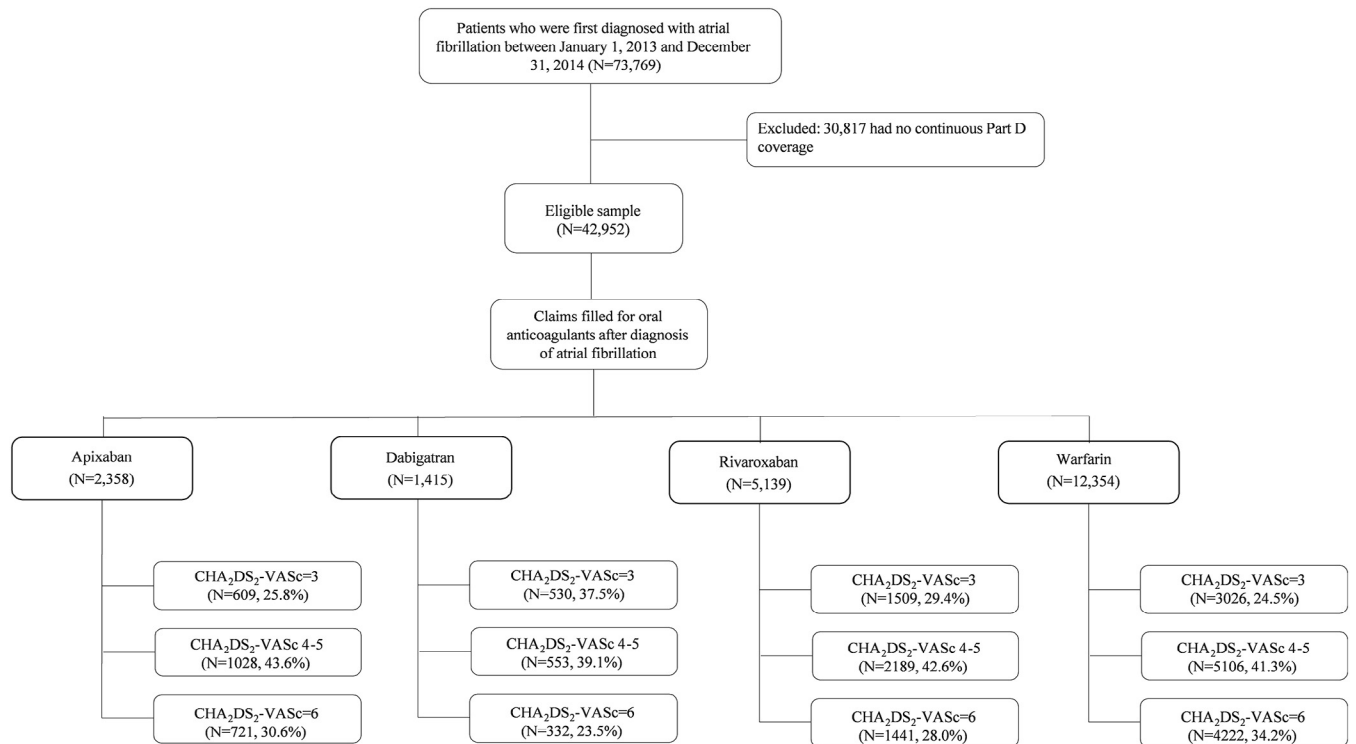 Patients who were first diagnosed with atrial
fibrillation between January 1, 2013 and December
31, 2014 (N=73,769)
Excluded: 30,817 had no continuous Part D
coverage
Eligible sample
(N=42,952)
Claims filled for oral
anticoagulants after diagnosis
of atrial fibrillation
Apixaban
(N=2,358)
CHA₂DS₂-VASc=3
(N=609, 25.8%)
CHA₂DS₂-VASc 4-5
(N=1028, 43.6%)
CHA₂DS₂-VASc=6
(N=721, 30.6%)
Dabigatran
(N=1,415)
CHA₂DS₂-VASc=3
(N–530, 37.5%)
CHA₂DS₂-VASc 4-5
(N=553, 39.1%)
CHA₂DS₂-VASc=6
(N=332, 23.5%)
Rivaroxaban
(N=5,139)
CHA₂DS₂-VASc=3
(N=1509, 29.4%)
CHA₂DS₂-VASc 4-5
(N=2189, 42.6%)
CHA₂DS₂-VASc=6
(N=1441, 28.0%)
Warfarin
(N=12,354)
CHA₂DS₂-VASc=3
(N=3026, 24.5%)
CHA₂DS₂-VASc 4-5
(N=5106, 41.3%)
CHA₂DS₂-VASc=6
(N=4222, 34.2%)